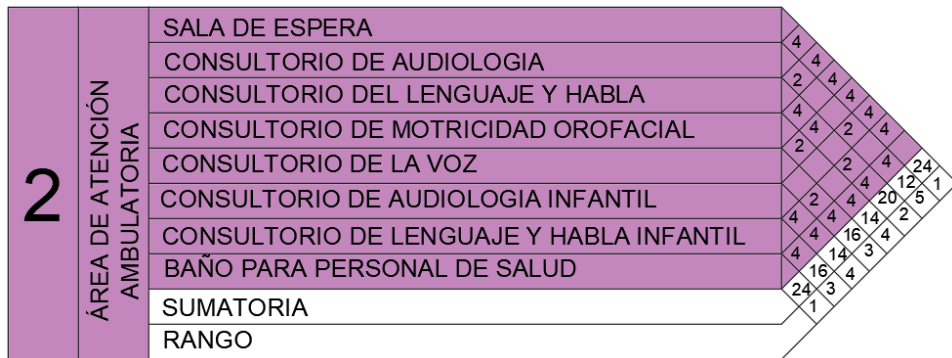 2
ÁREA DE ATENCIÓN
AMBULATORIA
SALA DE ESPERA
CONSULTORIO DE AUDIOLOGIA
CONSULTORIO DEL LENGUAJE Y HABLA
CONSULTORIO DE MOTRICIDAD OROFACIAL
CONSULTORIO DE LA VOZ
CONSULTORIO DE AUDIOLOGIA INFANTIL
CONSULTORIO DE LENGUAJE Y HABLA INFANTIL
BAÑO PARA PERSONAL DE SALUD
SUMATORIA
RANGO
4
4
2 4
4
4 4
4 2 4
2
2 4 24
4 12 1
2 20 5
4 4 14 2
4 16 4
4 14 3
16 4
24 3
1